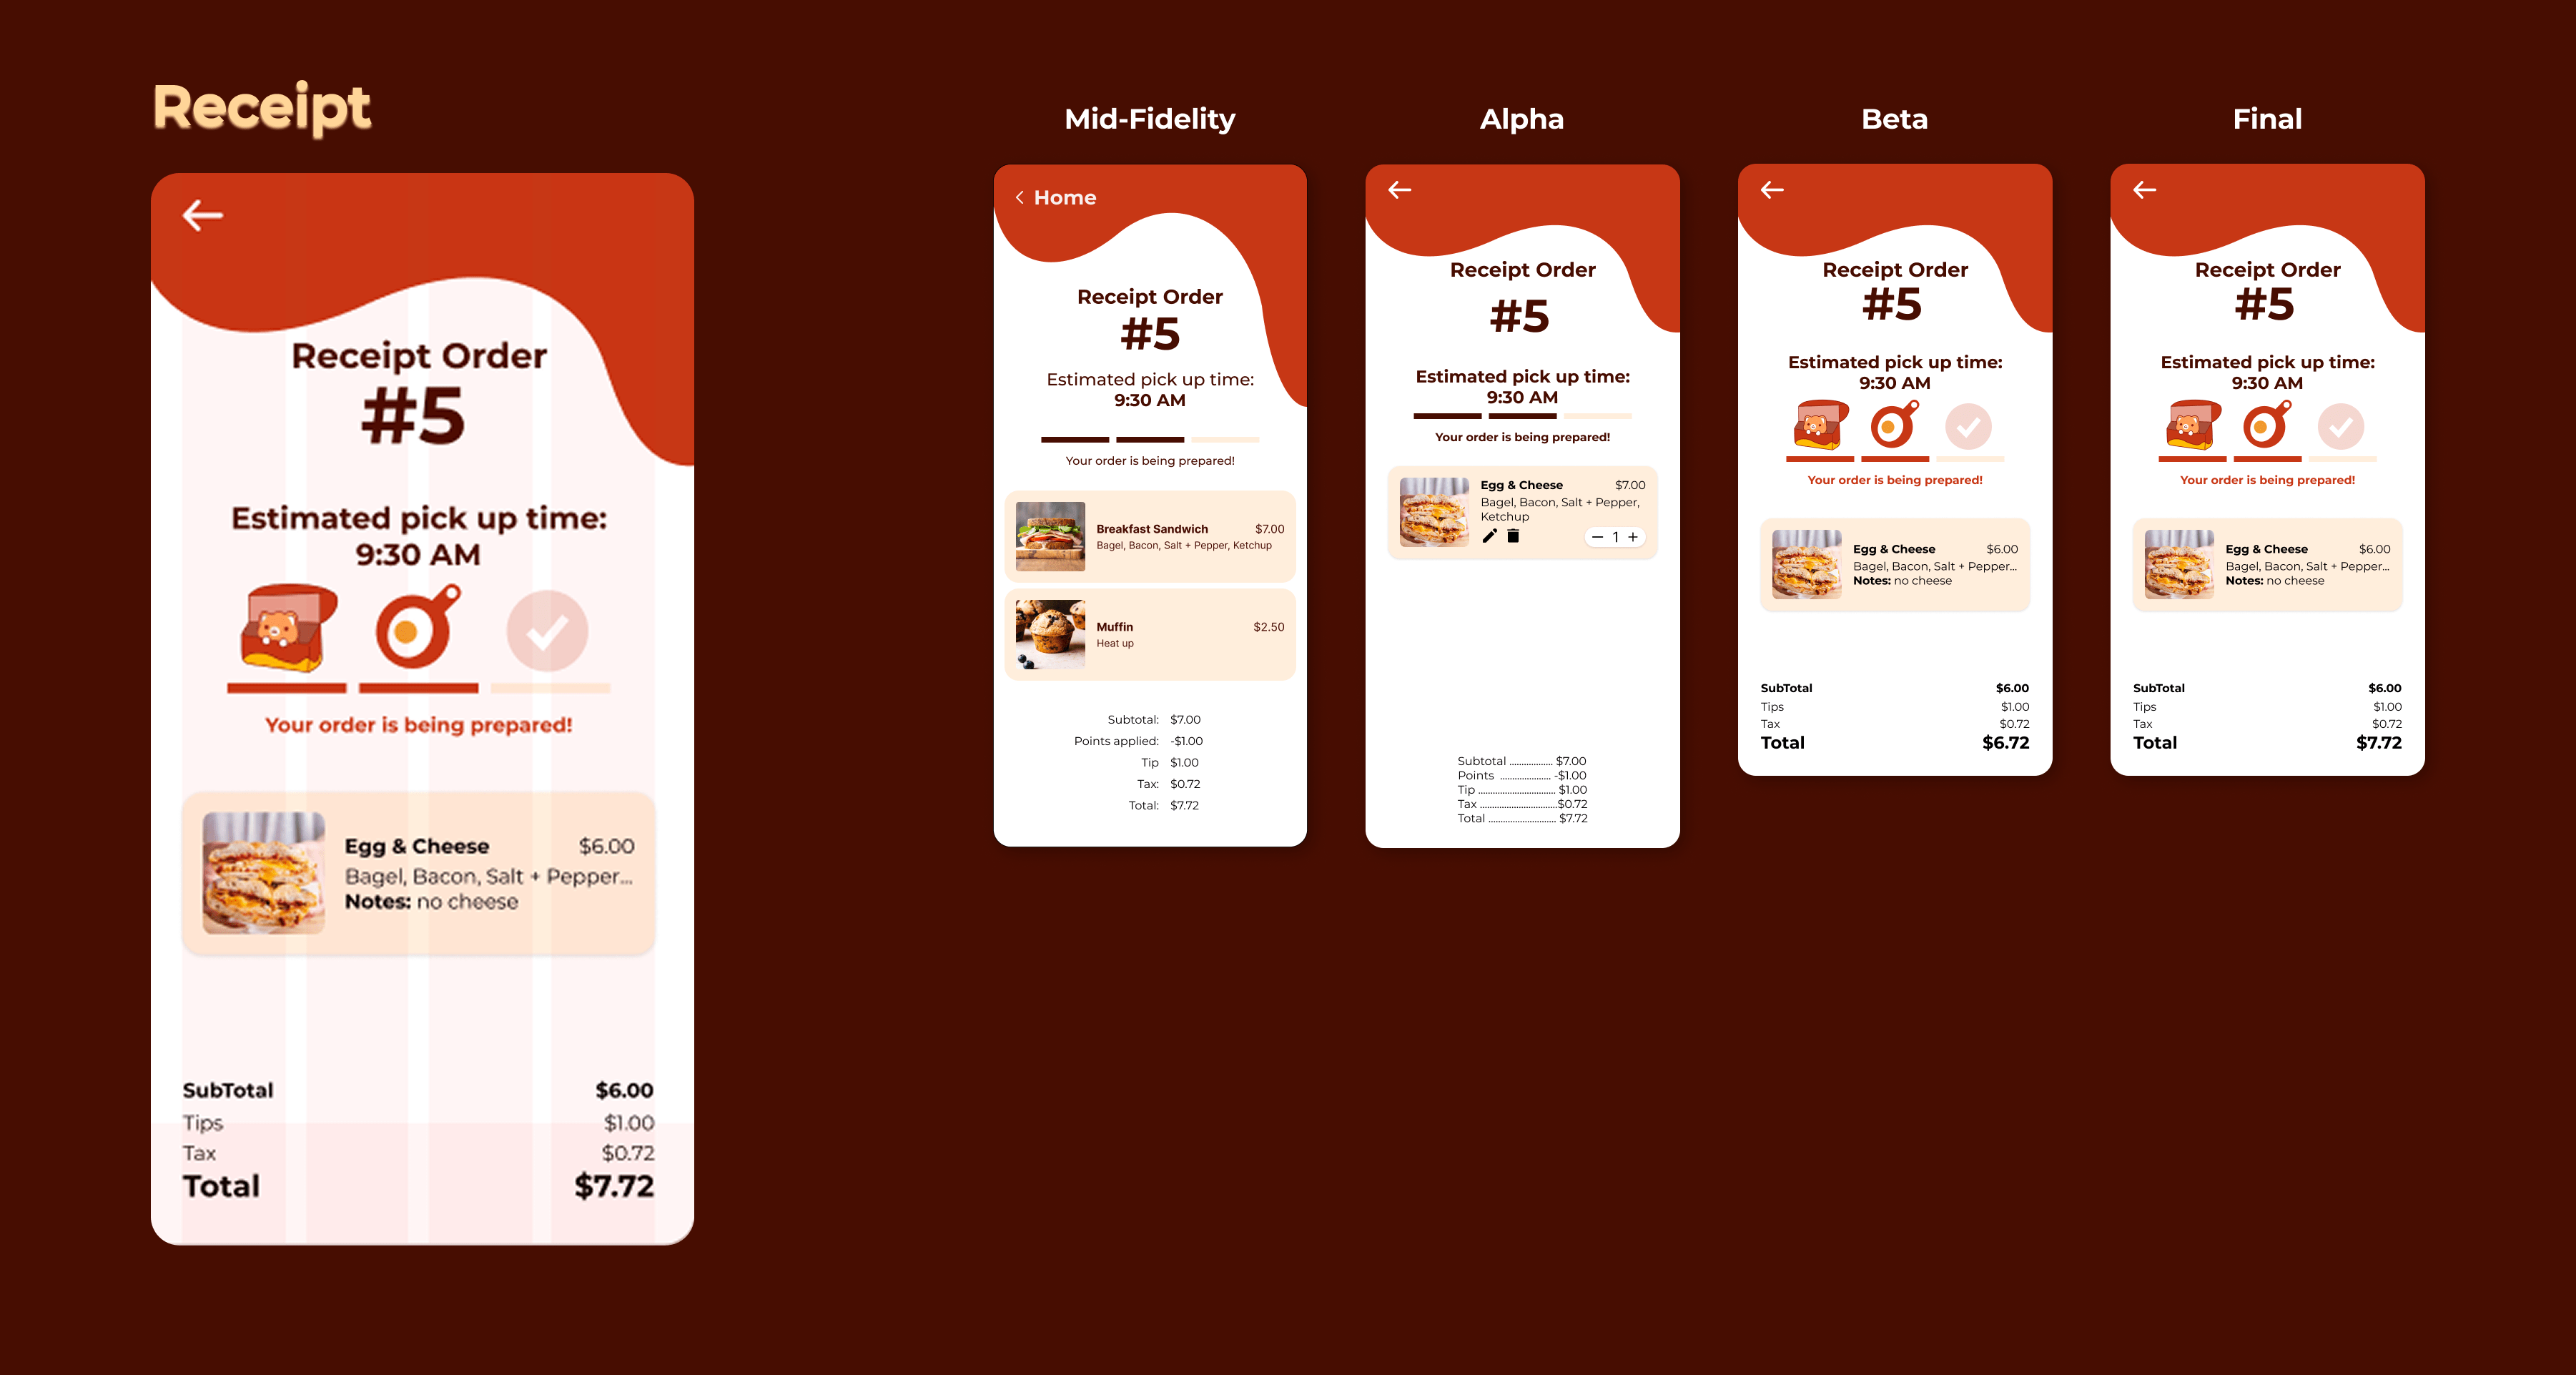 Receipt
Receipt Order
#5
Estimated pick up time:
9:30 AM
Your order is being prepared!
Egg & Cheese $6.00
Bagel, Bacon, Salt + Pepper...
Notes: no cheese
SubTotal $6.00
Tips $1.00
Tax $0.72
Total $7.72
Mid-Fidelity
Home
Receipt Order
#5
Estimated pick up time:
9:30 AM
Your order is being prepared!
Breakfast Sandwich $7.00
Bagel, Bacon, Salt + Pepper, Ketchup
Muffin $2.50
Heat up
Subtotal: $7.00
Points applied: -$1.00
Tip $1.00
Tax: $0.72
Total: $7.72
Alpha
Receipt Order
#5
Estimated pick up time:
9:30 AM
Your order is being prepared!
Egg & Cheese $7.00
Bagel, Bacon, Salt + Pepper,
Ketchup
— 1 +
Subtotal .................. $7.00
Points ..................... -$1.00
Tip ................................ $1.00
Tax ................................$0.72
Total ............................ $7.72
Beta
Receipt Order
#5
Estimated pick up time:
9:30 AM
Your order is being prepared!
Egg & Cheese $6.00
Bagel, Bacon, Salt + Pepper...
Notes: no cheese
SubTotal $6.00
Tips $1.00
Tax $0.72
Total $6.72
Final
Receipt Order
#5
Estimated pick up time:
9:30 AM
Your order is being prepared!
Egg & Cheese $6.00
Bagel, Bacon, Salt + Pepper...
Notes: no cheese
SubTotal $6.00
Tips $1.00
Tax $0.72
Total $7.72